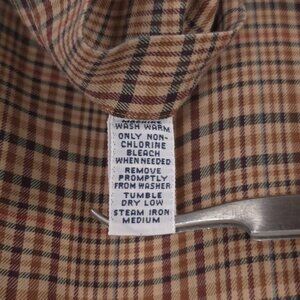 MACHINE
WASH WARM
ONLY NON-
CHLORINE
BLEACH
WHEN NEEDED
REMOVE
PROMPTLY
FROM WASHER
TUMBLE
DRY LOW
STEAM IRON
MEDIUM